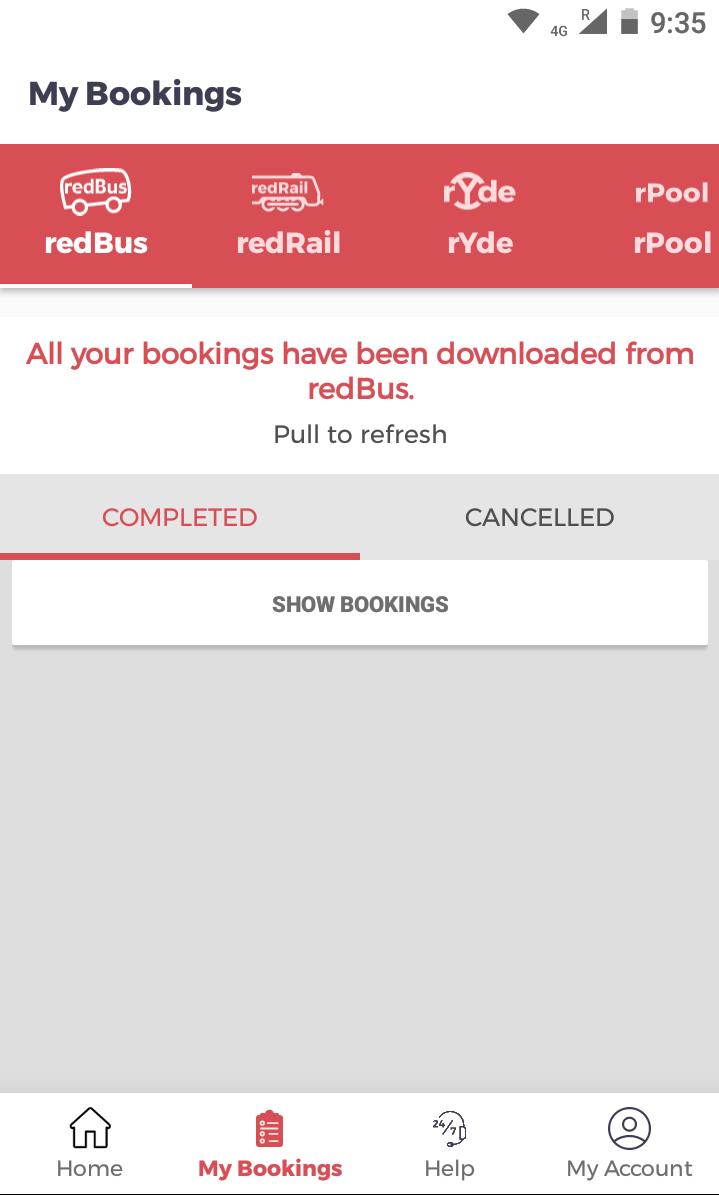 4G R 9:35
My Bookings
redBus redRail rYde rPool
redBus redRail rYde rPool
All your bookings have been downloaded from
redBus.
Pull to refresh
COMPLETED CANCELLED
SHOW BOOKINGS
24/7
Home My Bookings Help My Account